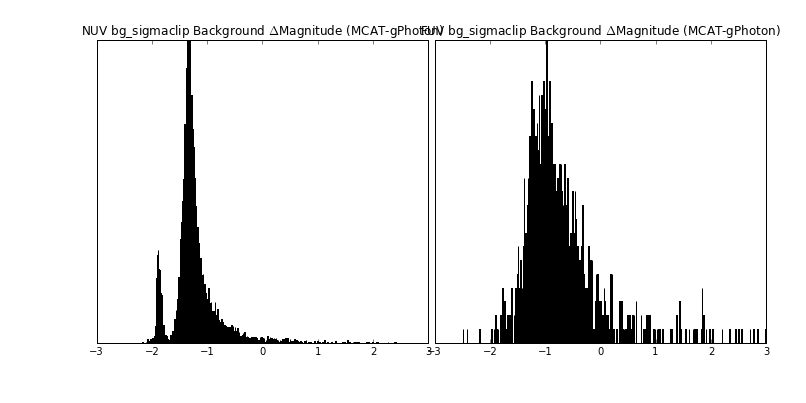 NUV bg_sigmaclip Background ΔMagnitude (MCAT-gPhoton)
FUV bg_sigmaclip Background ΔMagnitude (MCAT-gPhoton)
−3 −2 −1 0 1 2 3
−3 −2 −1 0 1 2 3